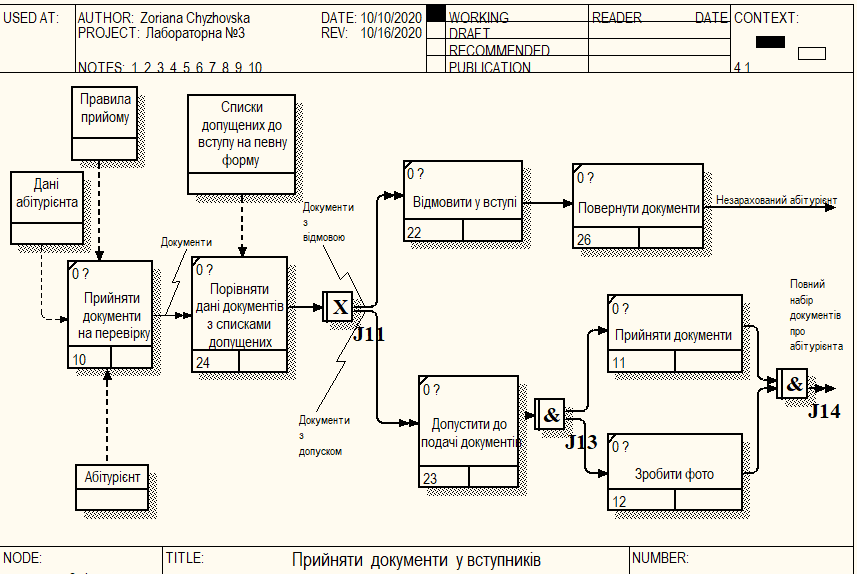 USED AT:
AUTHOR: Zoriana Chyzhovska
DATE: 10/10/2020
PROJECT: Лабораторна №3
REV: 10/16/2020
NOTES: 1 2 3 4 5 6 7 8 9 10
WORKING
DRAFT
RECOMMENDED
PUBLICATION
READER
DATE
CONTEXT:
4.1
Правила
прийому
Списки
допущених до
вступу на певну
форму
Дані
абітурієнта
Документи
0 ?
Прийняти
документи
на перевірку
10
0 ?
Порівняти
дані документів
з списками
допущених
24
Абітурієнт
Документи
з
відмовою
X
J11
Документи
з
допуском
0 ?
Відмовити у вступі
22
0 ?
Повернути документи
26
Незарахований абітурієнт
0 ?
Допустити до
подачі документів
23
&
J13
0 ?
Прийняти документи
11
0 ?
Зробити фото
12
Повний
набір
документів
про
абітурієнта
&
J14
NODE:
TITLE:
Прийняти документи у вступників
NUMBER: